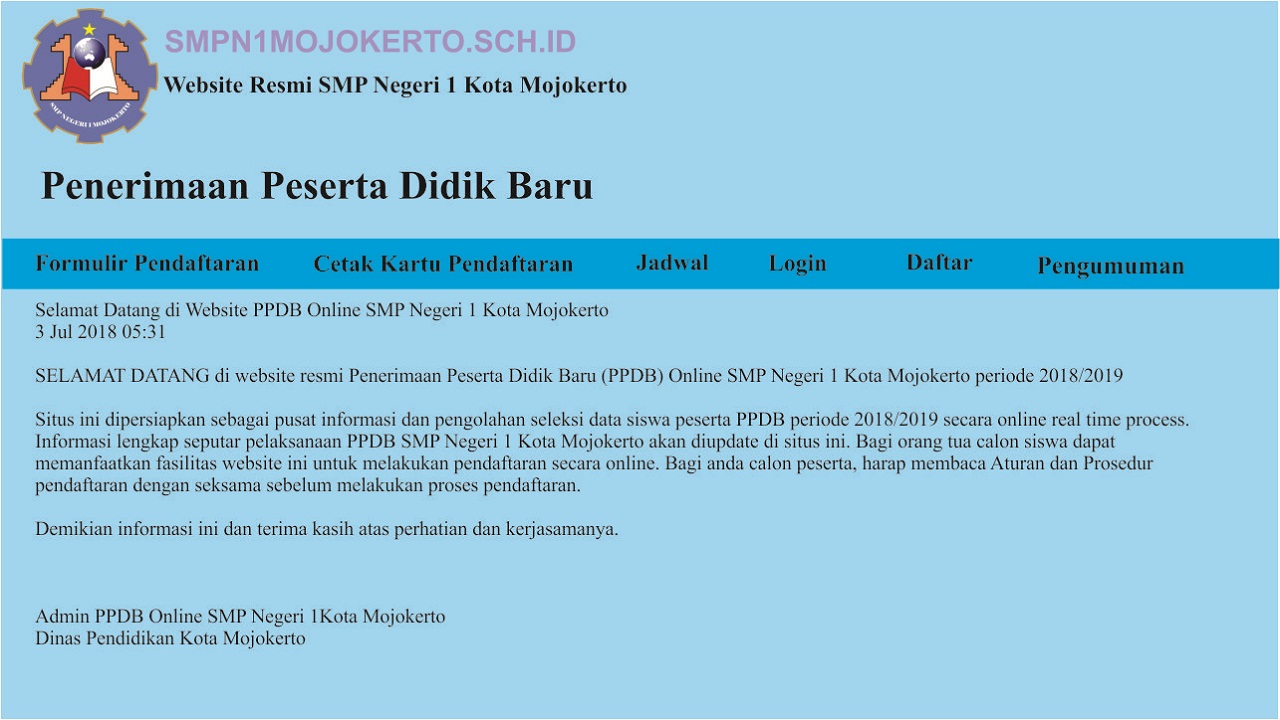 SMPN1MOJOKERTO.SCH.ID
Website Resmi SMP Negeri 1 Kota Mojokerto
SMP NEGERI 1 MOJOKERTO
Penerimaan Peserta Didik Baru
Formulir Pendaftaran Cetak Kartu Pendaftaran Jadwal Login Daftar Pengumuman
Selamat Datang di Website PPDB Online SMP Negeri 1 Kota Mojokerto
3 Jul 2018 05:31
SELAMAT DATANG di website resmi Penerimaan Peserta Didik Baru (PPDB) Online SMP Negeri 1 Kota Mojokerto periode 2018/2019
Situs ini dipersiapkan sebagai pusat informasi dan pengolahan seleksi data siswa peserta PPDB periode 2018/2019 secara online real time process.
Informasi lengkap seputar pelaksanaan PPDB SMP Negeri 1 Kota Mojokerto akan diupdate di situs ini. Bagi orang tua calon siswa dapat
memanfaatkan fasilitas website ini untuk melakukan pendaftaran secara online. Bagi anda calon peserta, harap membaca Aturan dan Prosedur
pendaftaran dengan seksama sebelum melakukan proses pendaftaran.
Demikian informasi ini dan terima kasih atas perhatian dan kerjasamanya.
Admin PPDB Online SMP Negeri 1Kota Mojokerto
Dinas Pendidikan Kota Mojokerto